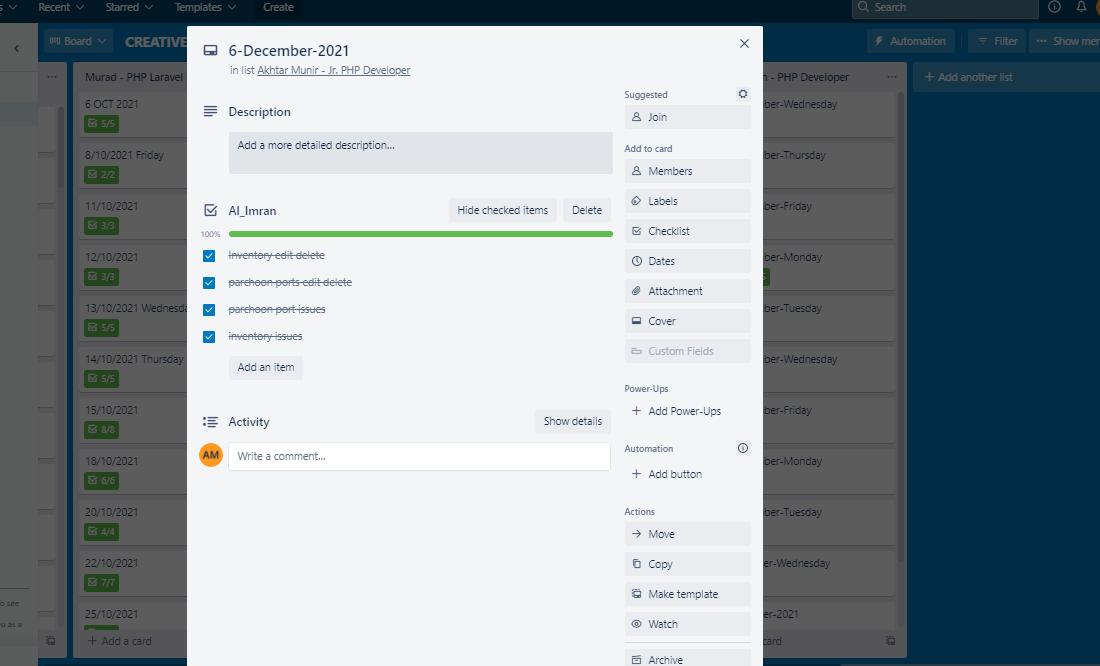 Recent
Starred
Templates
Create
Search
Board
CREATIVE
Automation
Filter
Show
Murad - PHP Laravel
6 OCT 2021
5/5
8/10/2021 Friday
2/2
11/10/2021
3/3
12/10/2021
3/3
13/10/2021 Wednesda
5/5
14/10/2021 Thursday
5/5
15/10/2021
8/8
18/10/2021
6/6
20/10/2021
4/4
22/10/2021
7/7
25/10/2021
Add a card
6-December-2021
in list Akhtar Munir - Jr. PHP Developer
Description
Add a more detailed description...
Al_Imran
Hide checked items
Delete
100%
Inventory edit delete
parchoon ports edit delete
parchoon port issues
inventory issues
Add an item
Activity
Show details
AM
Write a comment...
Suggested
Join
Add to card
Members
Labels
Checklist
Dates
Attachment
Cover
Custom Fields
Power-Ups
Add Power-Ups
Automation
Add button
Actions
Move
Copy
Make template
Watch
Archive
- PHP Developer
ber-Wednesday
ber-Thursday
ber-Friday
ber-Monday
ber-Tuesday
ber-Wednesday
ber-Friday
ber-Monday
ber-Tuesday
er-Wednesday
er-2021
card
Add another list